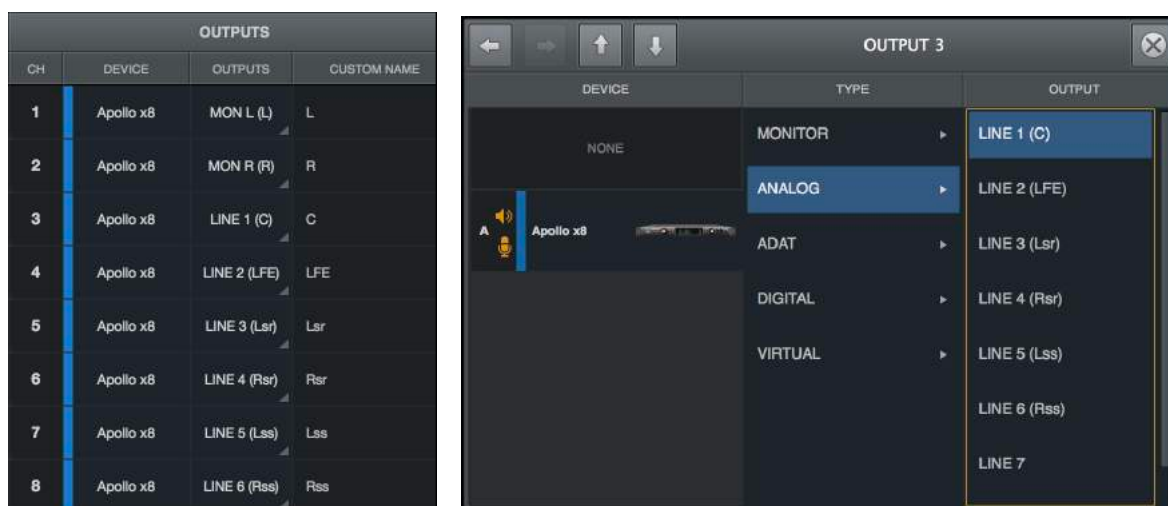 OUTPUTS
CH DEVICE OUTPUTS CUSTOM NAME
1 Apollo x8 MON L (L) L
2 Apollo x8 MON R (R) R
3 Apollo x8 LINE 1 (C) C
4 Apollo x8 LINE 2 (LFE) LFE
5 Apollo x8 LINE 3 (Lsr) Lsr
6 Apollo x8 LINE 4 (Rsr) Rsr
7 Apollo x8 LINE 5 (Lss) Lss
8 Apollo x8 LINE 6 (Rss) Rss
OUTPUT 3
DEVICE TYPE OUTPUT
NONE
A Apollo x8
MONITOR
ANALOG
ADAT
DIGITAL
VIRTUAL
LINE 1 (C)
LINE 2 (LFE)
LINE 3 (Lsr)
LINE 4 (Rsr)
LINE 5 (Lss)
LINE 6 (Rss)
LINE 7